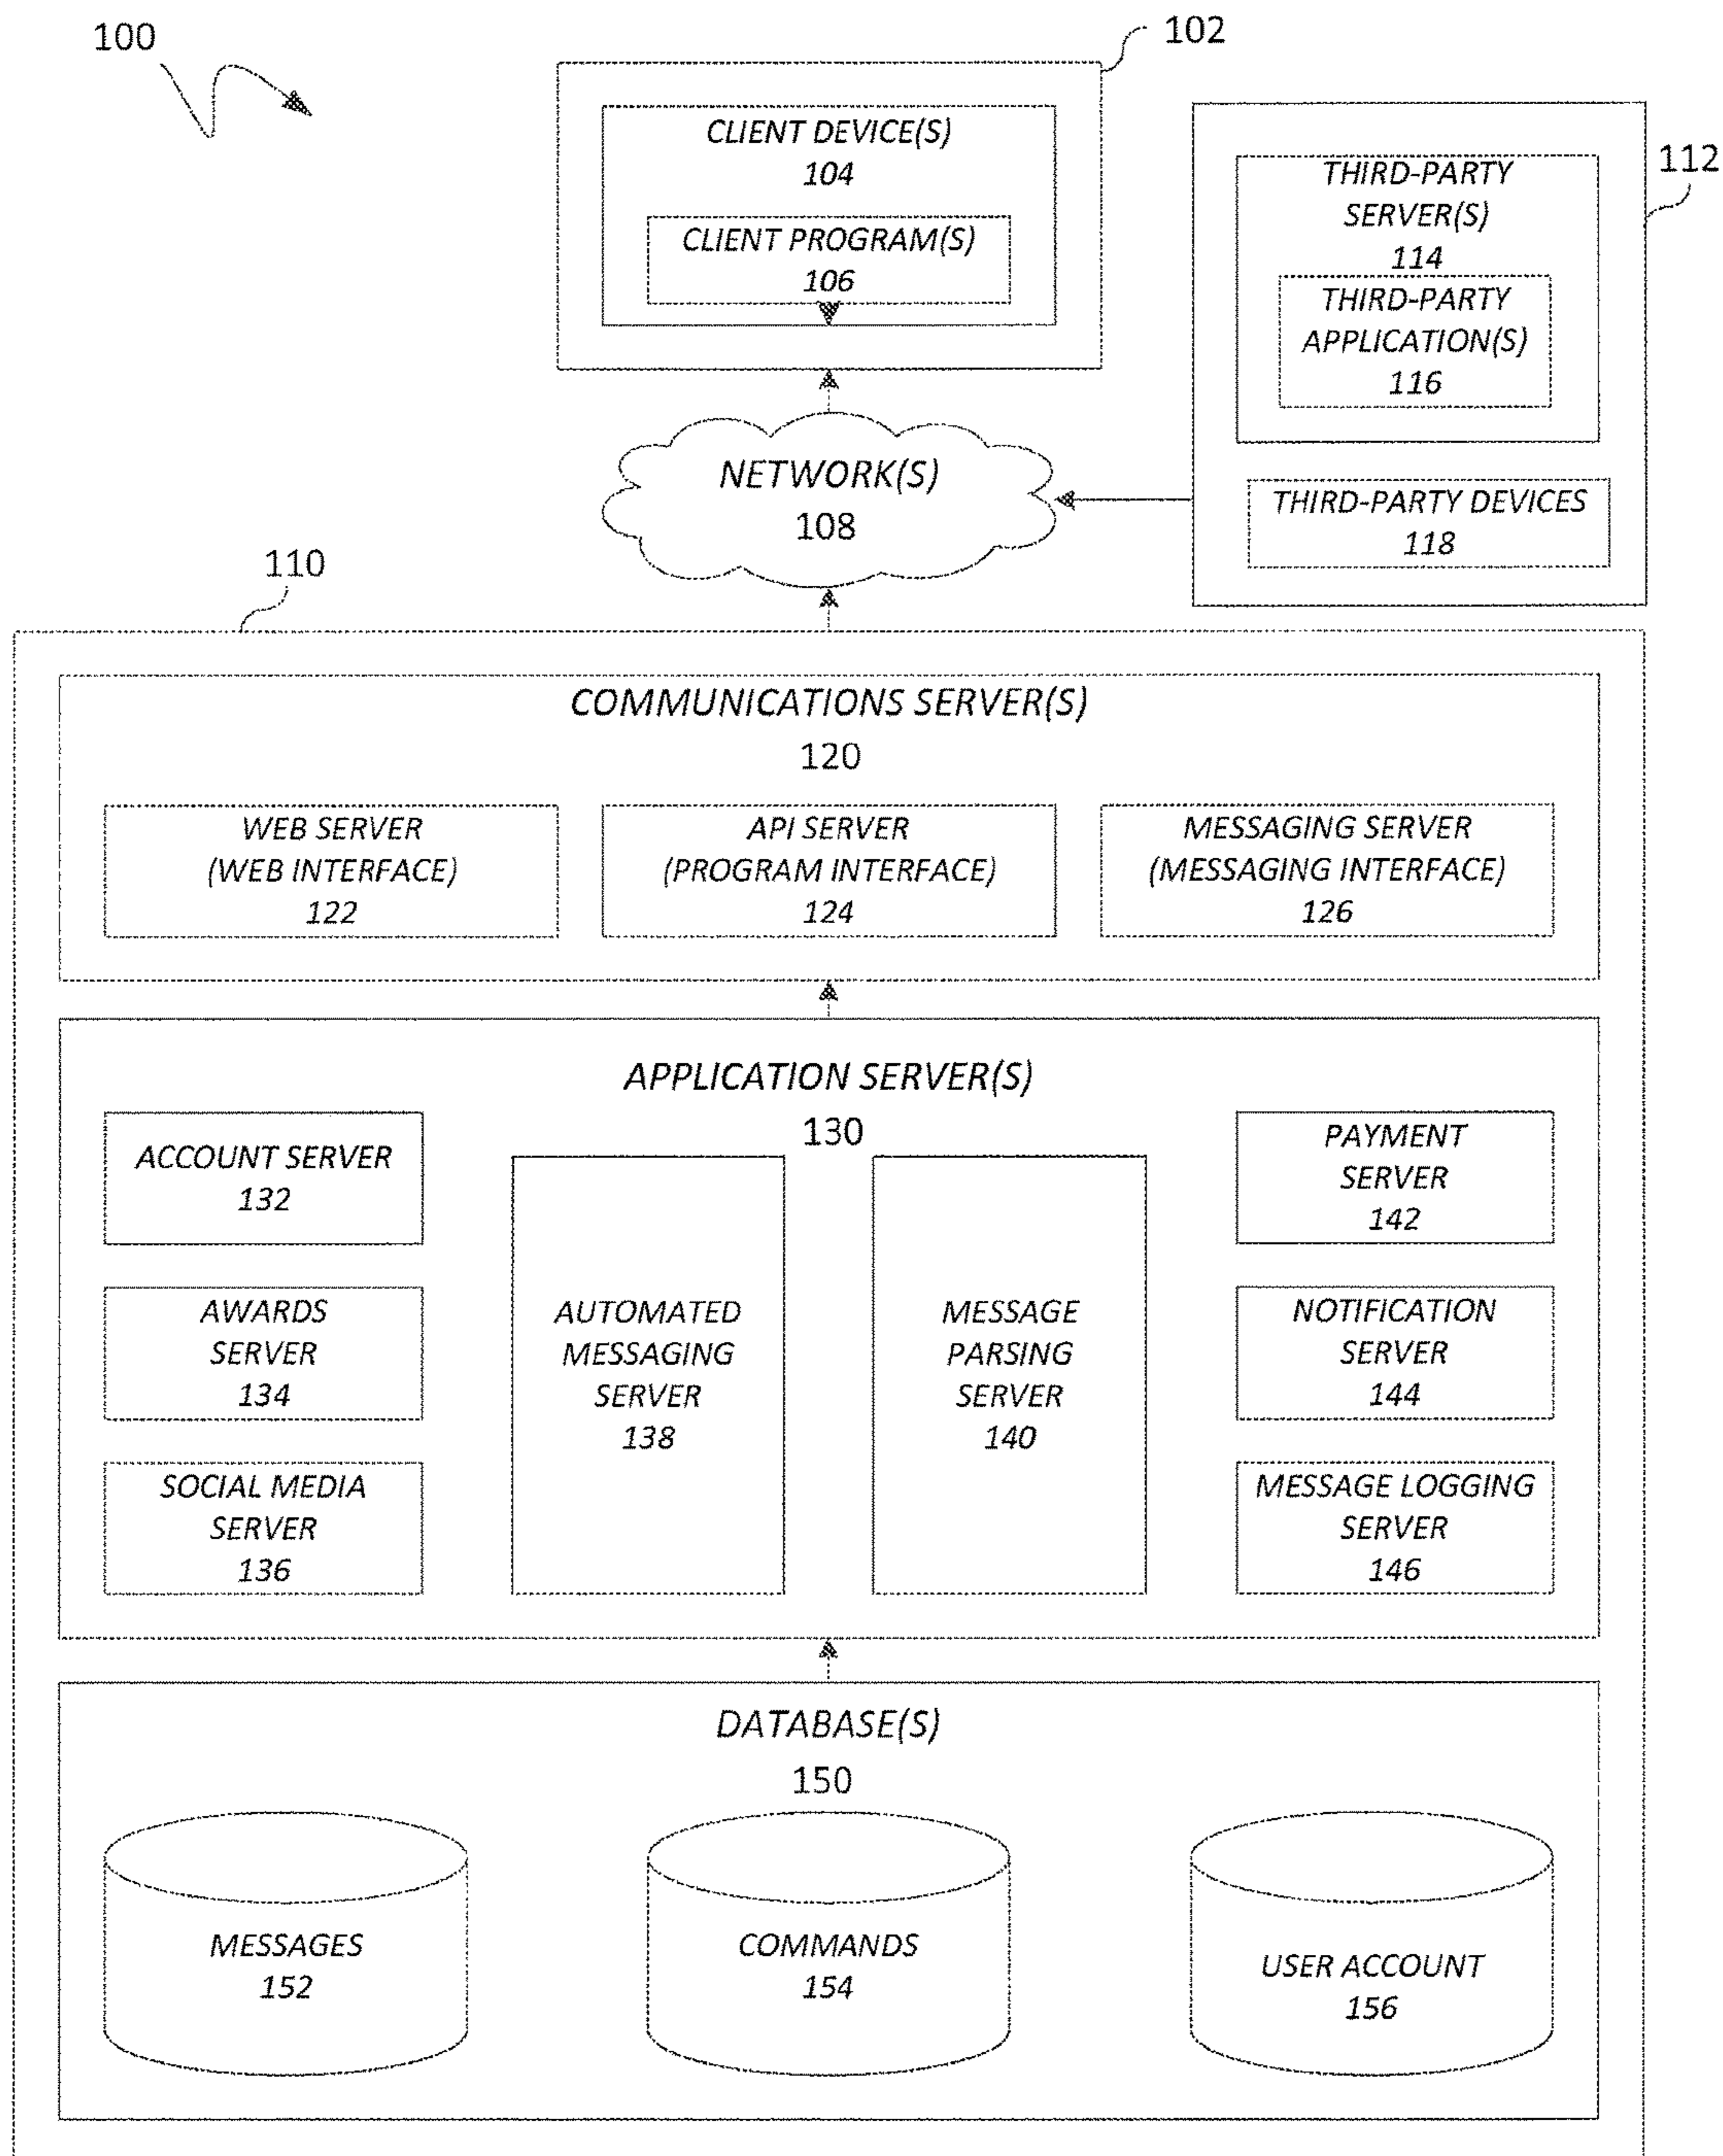 100
102
CLIENT DEVICE(S)
104
CLIENT PROGRAM(S)
106
112
THIRD-PARTY
SERVER(S)
114
THIRD-PARTY
APPLICATION(S)
116
THIRD-PARTY DEVICES
118
NETWORK(S)
108
110
COMMUNICATIONS SERVER(S)
120
WEB SERVER
(WEB INTERFACE)
122
API SERVER
(PROGRAM INTERFACE)
124
MESSAGING SERVER
(MESSAGING INTERFACE)
126
APPLICATION SERVER(S)
130
ACCOUNT SERVER
132
AWARDS
SERVER
134
SOCIAL MEDIA
SERVER
136
AUTOMATED
MESSAGING
SERVER
138
MESSAGE
PARSING
SERVER
140
PAYMENT
SERVER
142
NOTIFICATION
SERVER
144
MESSAGE LOGGING
SERVER
146
DATABASE(S)
150
MESSAGES
152
COMMANDS
154
USER ACCOUNT
156